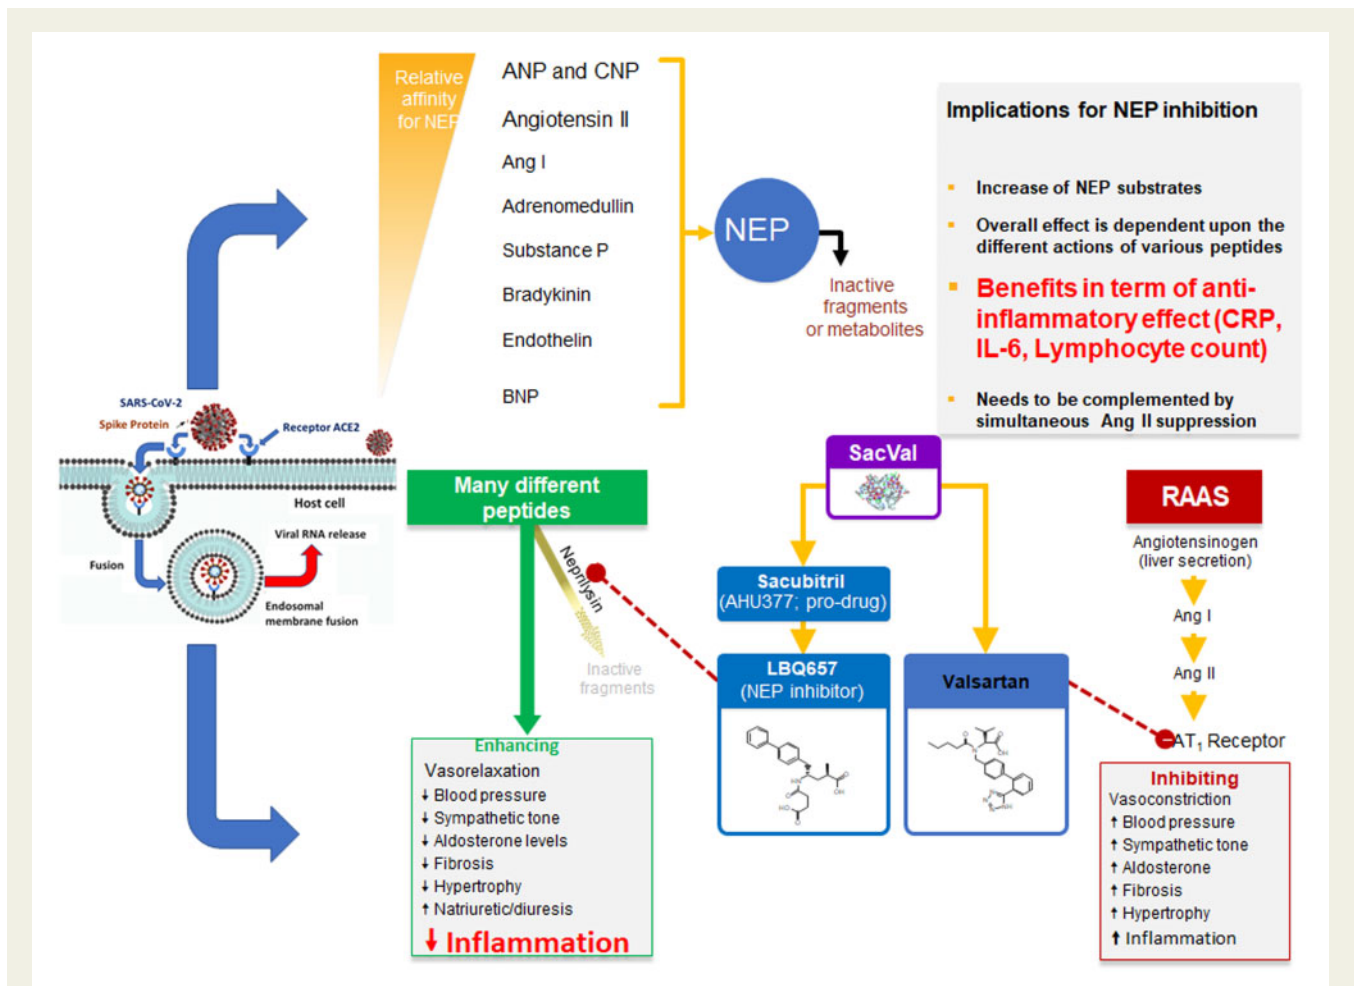 Relative
affinity
for NEP
ANP and CNP
Angiotensin II
Ang I
Adrenomedullin
Substance P
Bradykinin
Endothelin
BNP
NEP
Inactive
fragments
or metabolites
Implications for NEP inhibition
Increase of NEP substrates
Overall effect is dependent upon the
different actions of various peptides
Benefits in term of anti-
inflammatory effect (CRP,
IL-6, Lymphocyte count)
Needs to be complemented by
simultaneous Ang II suppression
SARS-CoV-2
Spike Protein
Receptor ACE2
Host cell
Viral RNA release
Fusion
Endosomal
membrane fusion
Many different
peptides
Neprilysin
Inactive
fragments
Enhancing
Vasorelaxation
↓ Blood pressure
↓ Sympathetic tone
↓ Aldosterone levels
↓ Fibrosis
↓ Hypertrophy
↑ Natriuretic/diuresis
↓ Inflammation
SacVal
Sacubitril
(AHU377; pro-drug)
LBQ657
(NEP inhibitor)
Valsartan
RAAS
Angiotensinogen
(liver secretion)
Ang I
Ang II
AT₁ Receptor
Inhibiting
Vasoconstriction
↑ Blood pressure
↑ Sympathetic tone
↑ Aldosterone
↑ Fibrosis
↑ Hypertrophy
↑ Inflammation